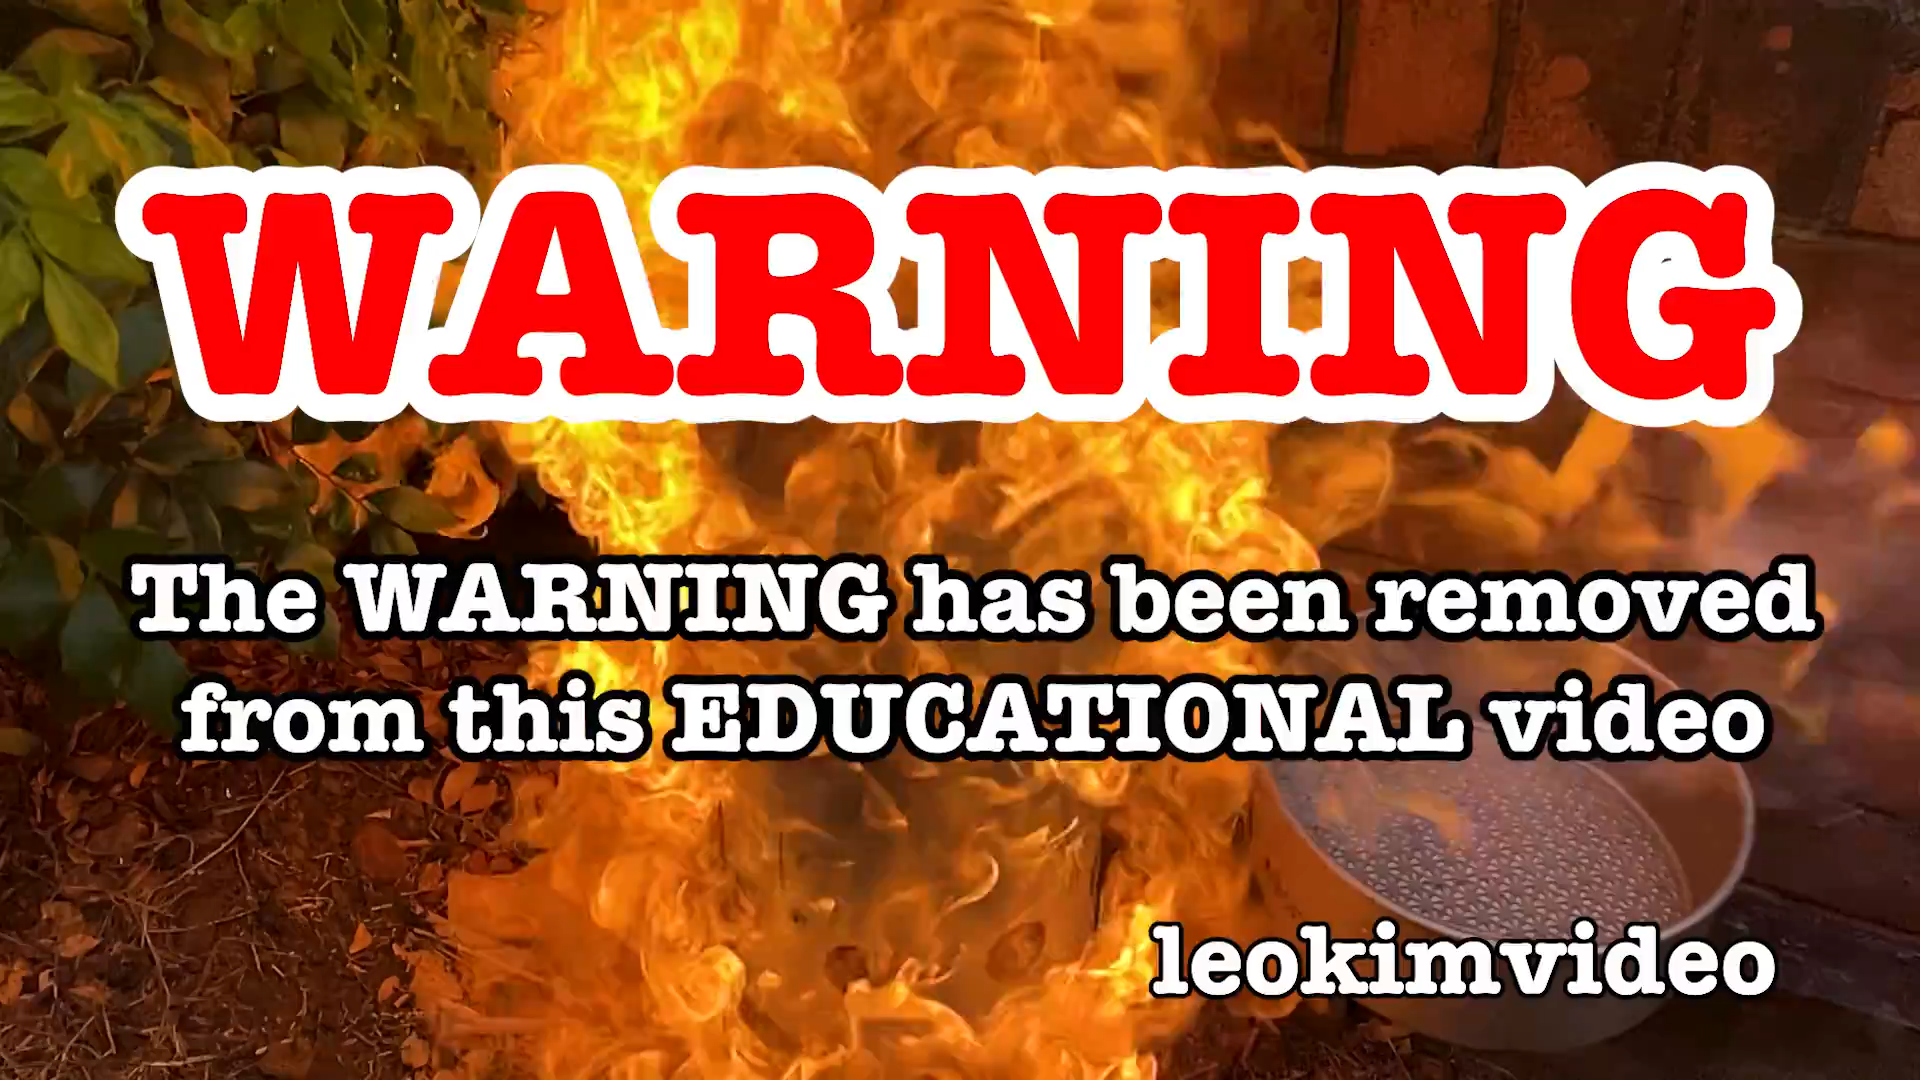 WARNING
The WARNING has been removed
from this EDUCATIONAL video
leokimvideo